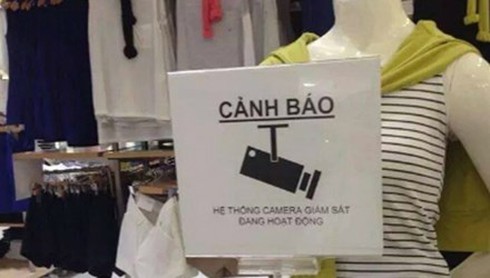 CẢNH BÁO
HỆ THỐNG CAMERA GIÁM SÁT
ĐANG HOẠT ĐỘNG